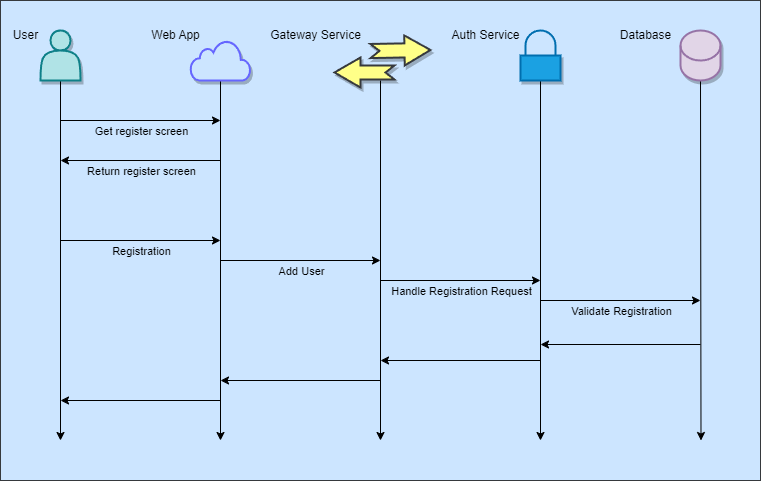 User
Web App
Gateway Service
Auth Service
Database
Get register screen
Return register screen
Registration
Add User
Handle Registration Request
Validate Registration